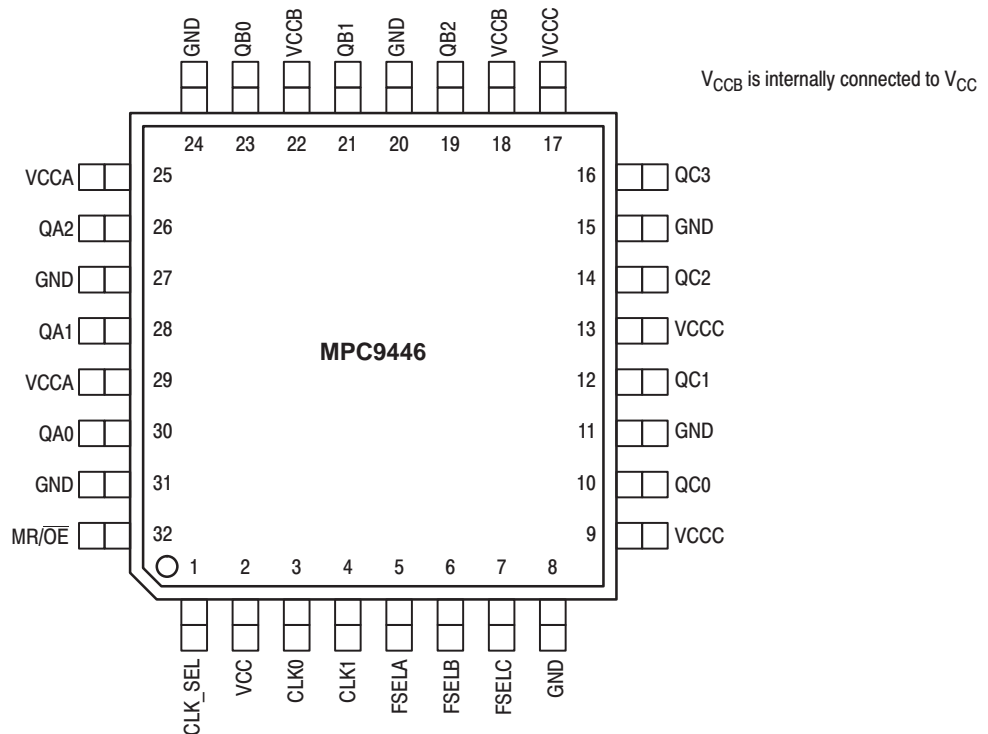 GND QB0 VCCB QB1 GND QB2 VCCB VCCC
V_CCB is internally connected to V_CC
24 23 22 21 20 19 18 17
VCCA 25 16 QC3
QA2 26 15 GND
GND 27 14 QC2
QA1 28 13 VCCC
MPC9446
VCCA 29 12 QC1
QA0 30 11 GND
GND 31 10 QC0
MR/O̅E̅ 32 9 VCCC
1 2 3 4 5 6 7 8
CLK_SEL VCC CLK0 CLK1 FSELA FSELB FSELC GND